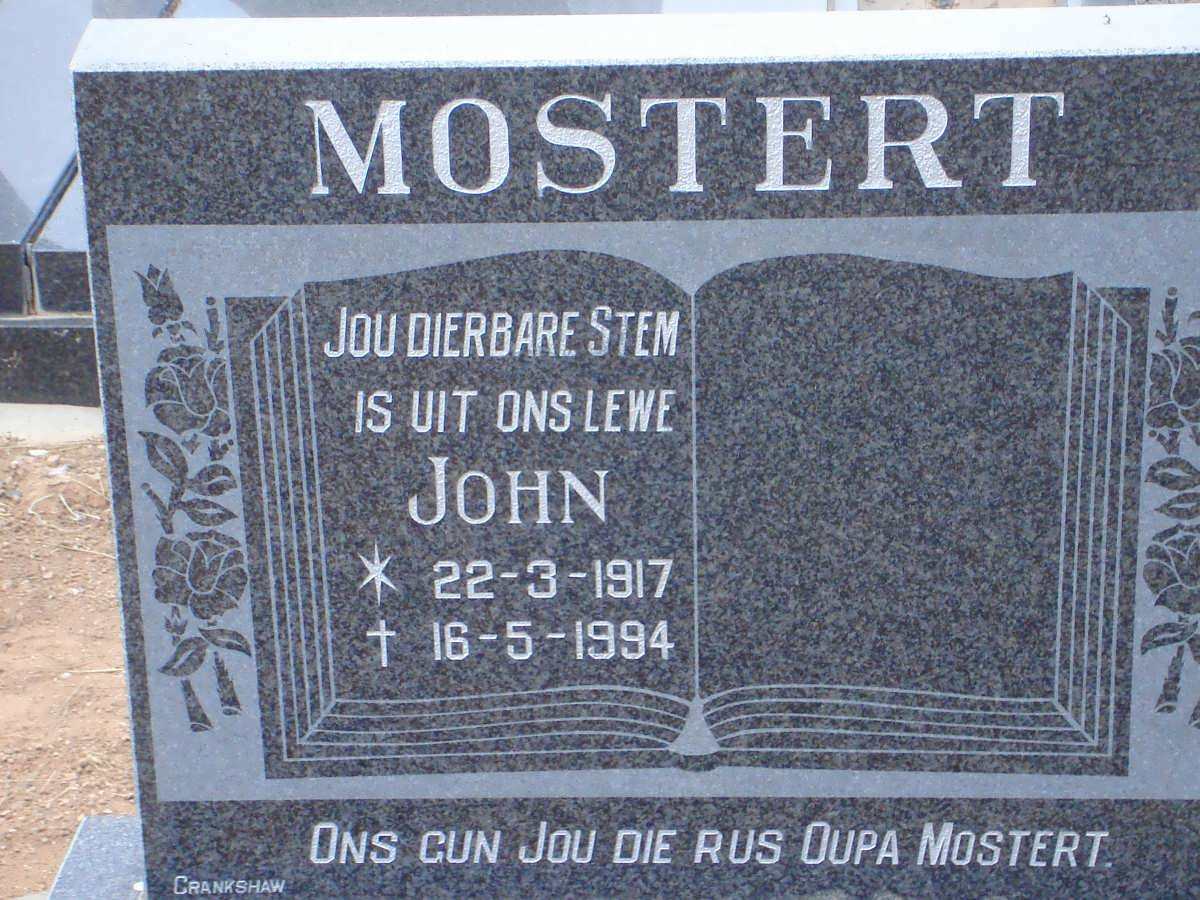 MOSTERT
JOU DIERBARE STEM
IS UIT ONS LEWE
JOHN
22-3-1917
† 16-5-1994
ONS GUN JOU DIE RUS OUPA MOSTERT.
CRANKSHAW